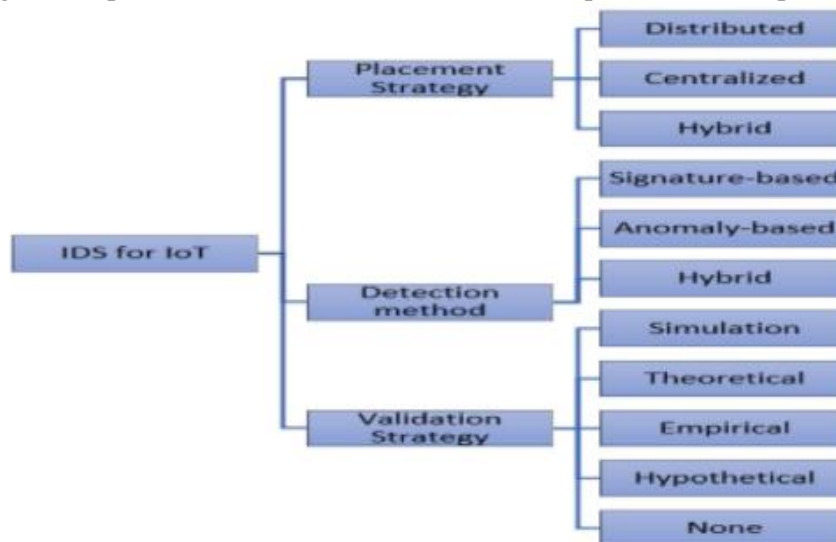 Distributed
Placement
Strategy
Centralized
Hybrid
Signature-based
Anomaly-based
IDS for IoT
Hybrid
Detection
method
Simulation
Theoretical
Validation
Strategy
Empirical
Hypothetical
None